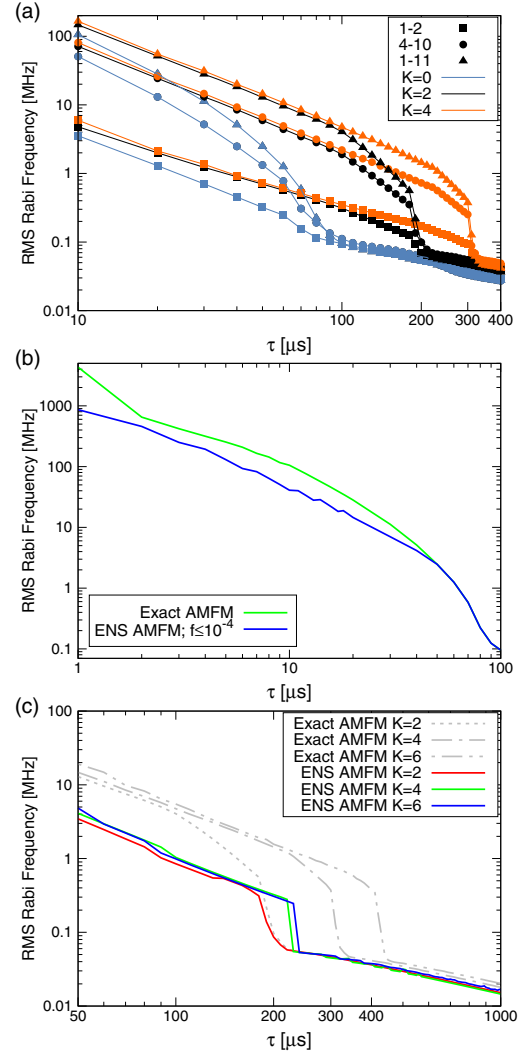 (a)
RMS Rabi Frequency [MHz]
100
10
1
0.1
0.01
1-2
4-10
1-11
K=0
K=2
K=4
10
100
200
300
400
τ [μs]
(b)
RMS Rabi Frequency [MHz]
1000
100
10
1
0.1
Exact AMFM
ENS AMFM; f≤10⁻⁴
1
10
100
τ [μs]
(c)
RMS Rabi Frequency [MHz]
100
10
1
0.1
0.01
Exact AMFM K=2
Exact AMFM K=4
Exact AMFM K=6
ENS AMFM K=2
ENS AMFM K=4
ENS AMFM K=6
50
100
200
300
400
1000
τ [μs]